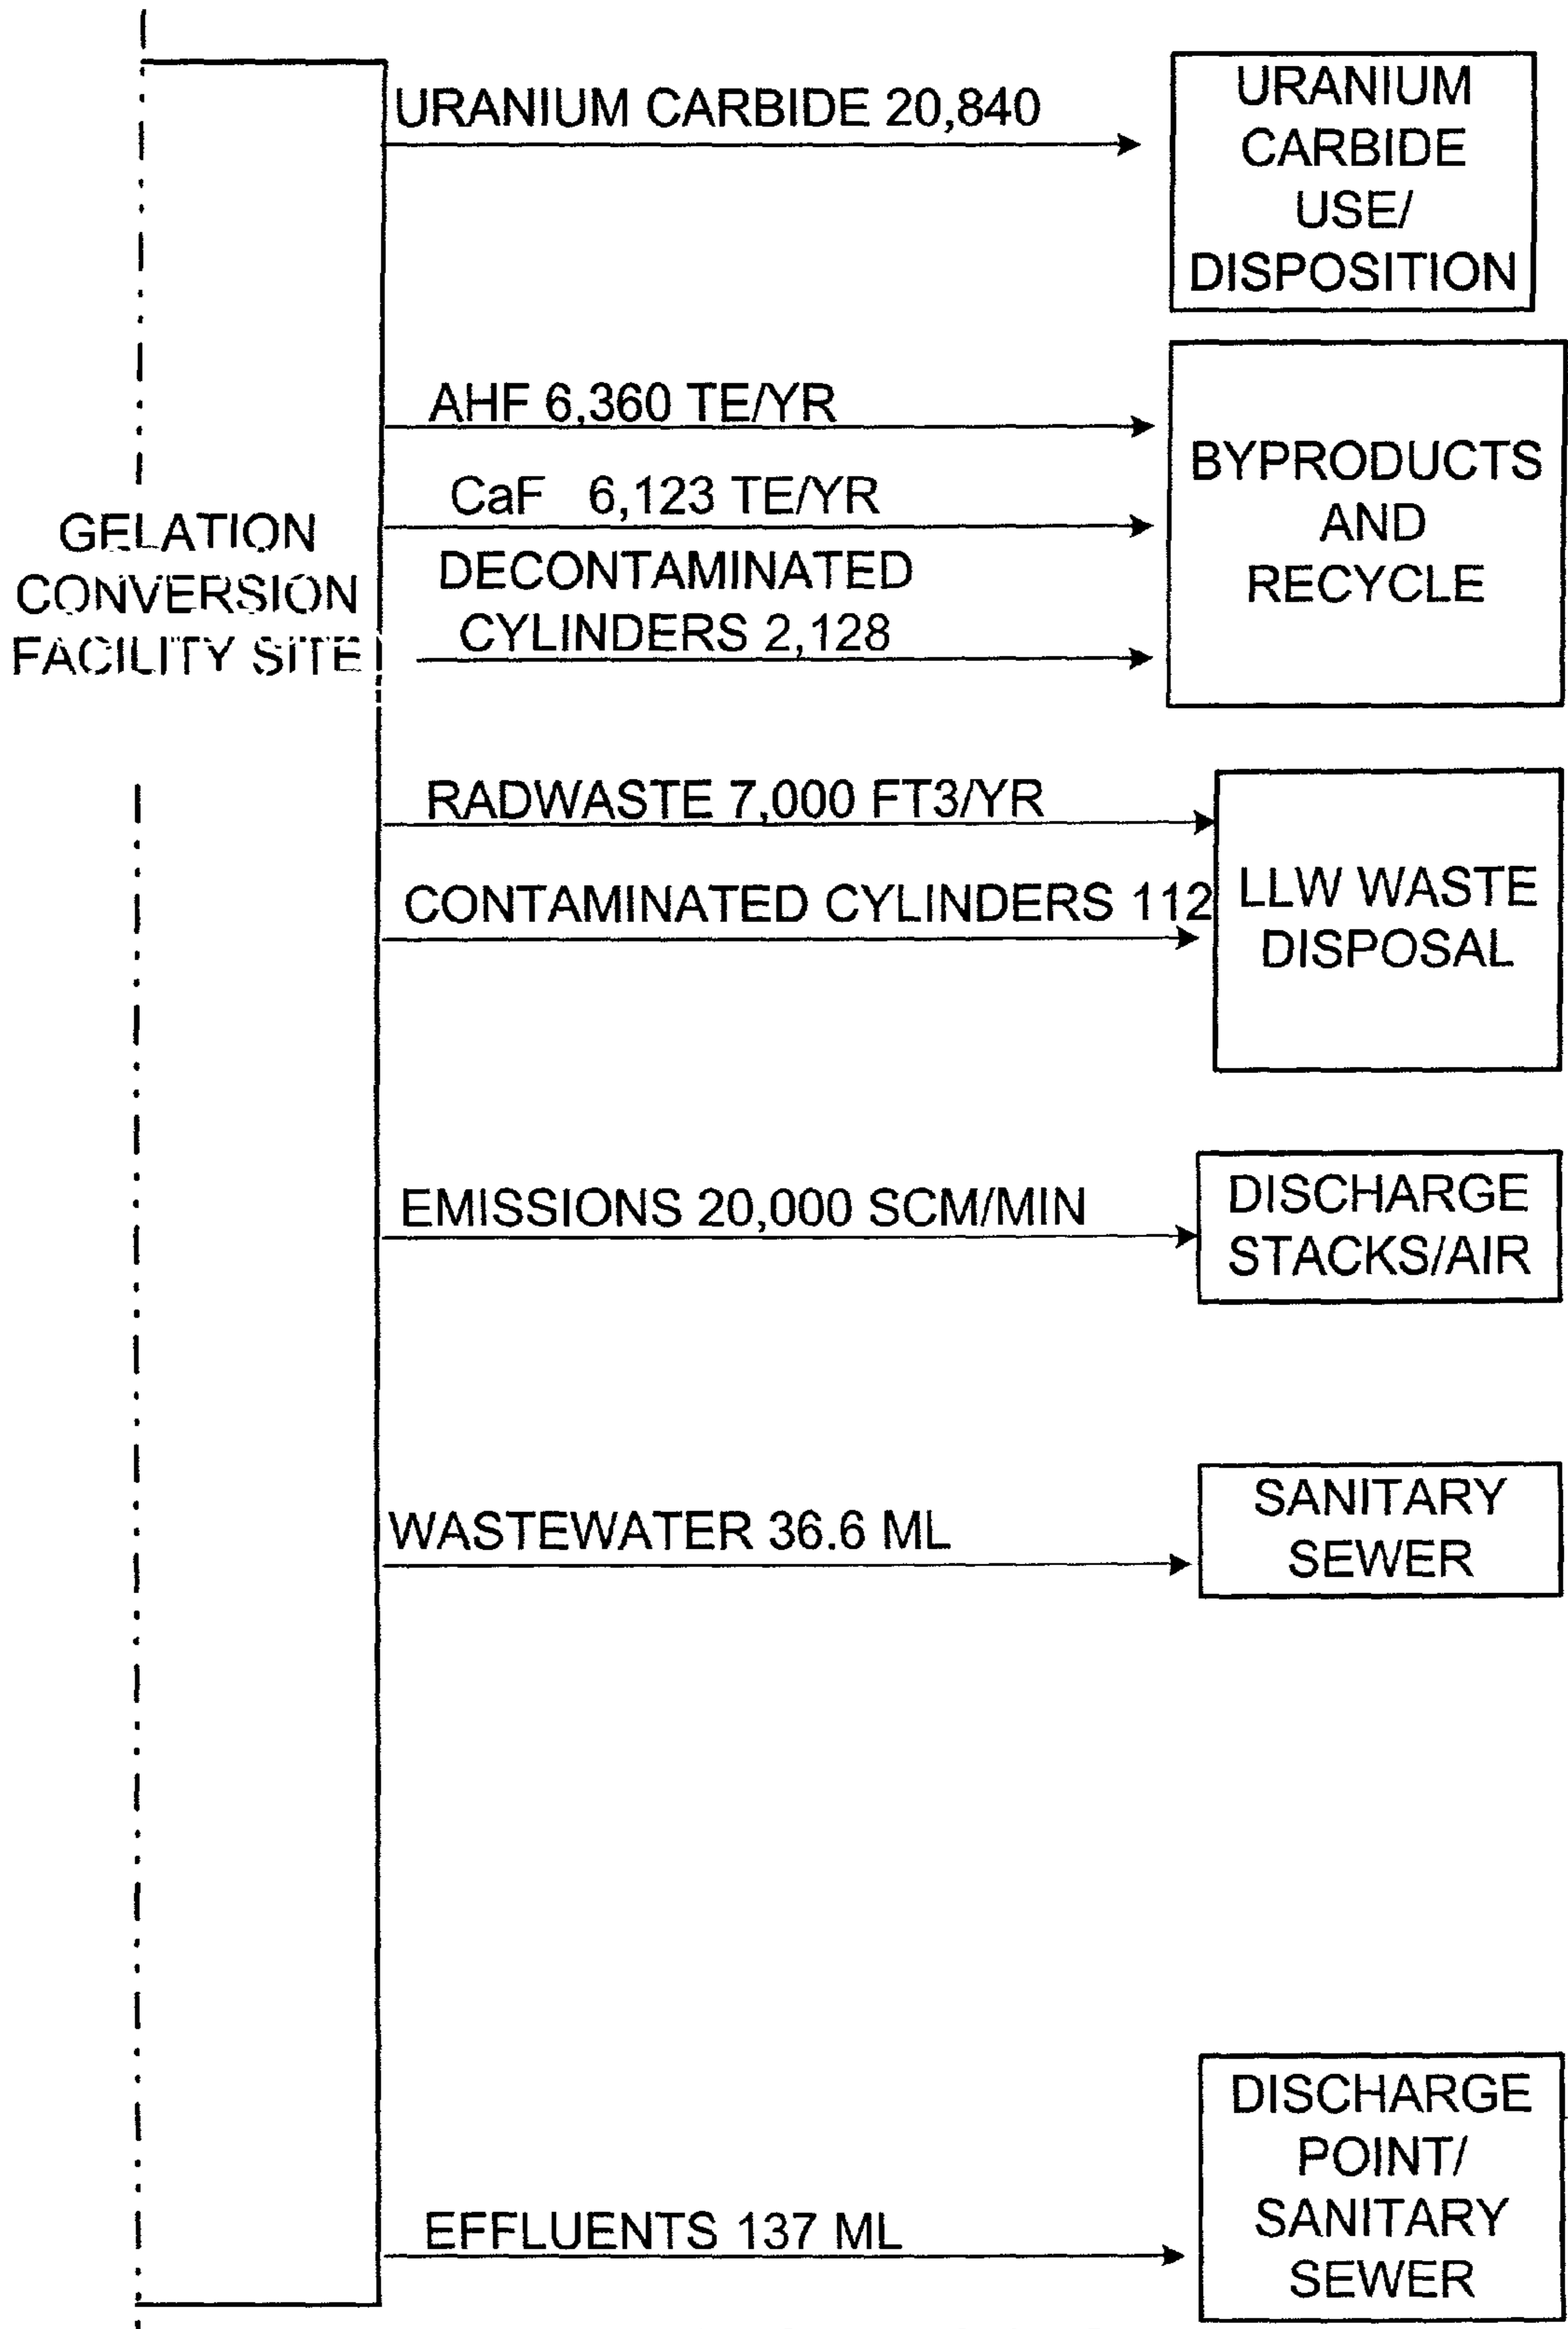 URANIUM CARBIDE 20,840
URANIUM
CARBIDE
USE/
DISPOSITION
AHF 6,360 TE/YR
CaF 6,123 TE/YR
DECONTAMINATED
CYLINDERS 2,128
BYPRODUCTS
AND
RECYCLE
GELATION
CONVERSION
FACILITY SITE
RADWASTE 7,000 FT3/YR
CONTAMINATED CYLINDERS 112
LLW WASTE
DISPOSAL
EMISSIONS 20,000 SCM/MIN
DISCHARGE
STACKS/AIR
WASTEWATER 36.6 ML
SANITARY
SEWER
EFFLUENTS 137 ML
DISCHARGE
POINT/
SANITARY
SEWER